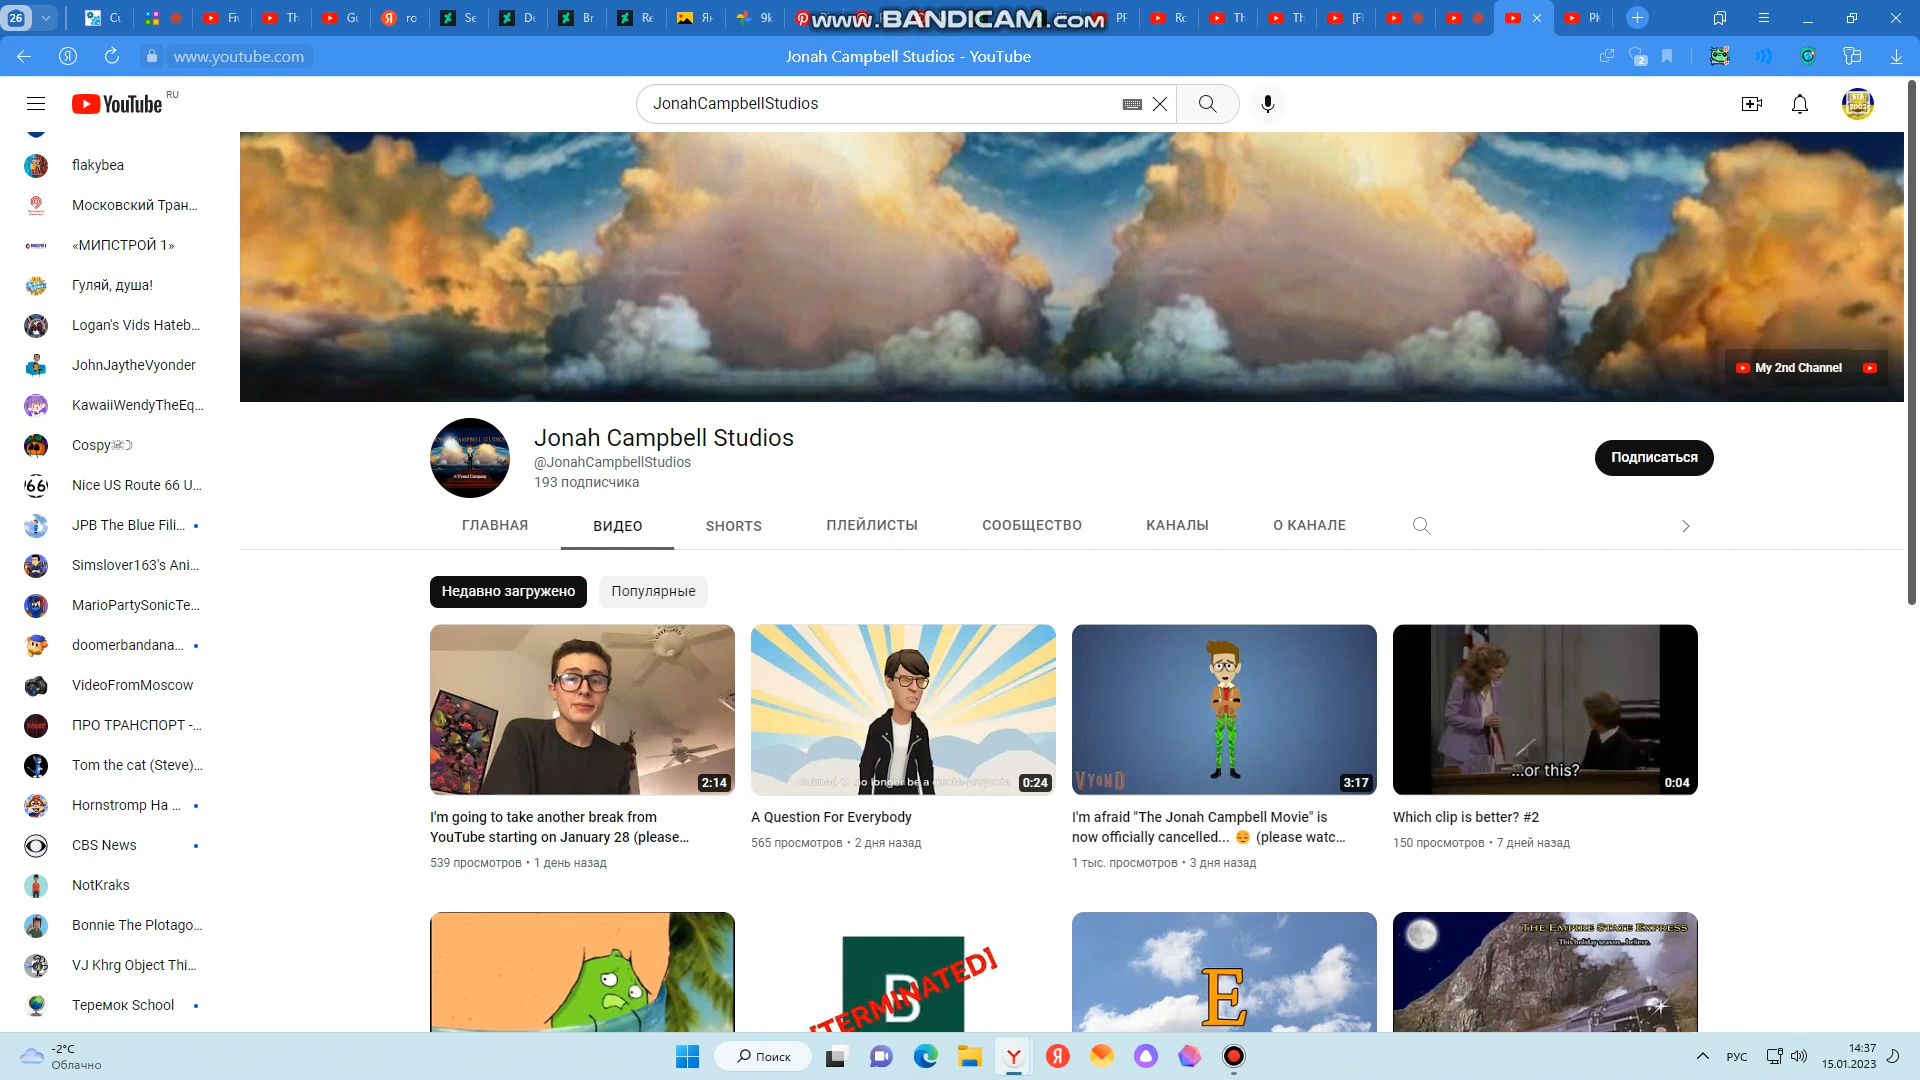 26
www.BANDICAM.com
www.youtube.com
Jonah Campbell Studios - YouTube
2
YouTube RU
JonahCampbellStudios
flakybea
Московский Тран...
«МИПСТРОЙ 1»
Гуляй, душа!
Logan's Vids Hateb...
JohnJaytheVyonder
KawaiiWendyTheEq...
Cospy
Nice US Route 66 U...
JPB The Blue Fili...
Simslover163's Ani...
MarioPartySonicTe...
doomerbandana...
VideoFromMoscow
ПРО ТРАНСПОРТ -...
Tom the cat (Steve)...
Hornstromp На ...
CBS News
NotKraks
Bonnie The Plotago...
VJ Khrg Object Thi...
Теремок School
My 2nd Channel
Jonah Campbell Studios
@JonahCampbellStudios
193 подписчика
Подписаться
ГЛАВНАЯ
ВИДЕО
SHORTS
ПЛЕЙЛИСТЫ
СООБЩЕСТВО
КАНАЛЫ
О КАНАЛЕ
Недавно загружено
Популярные
2:14
0:24
VYOND
3:17
...or this?
0:04
I'm going to take another break from
YouTube starting on January 28 (please...
539 просмотров • 1 день назад
A Question For Everybody
565 просмотров • 2 дня назад
I'm afraid "The Jonah Campbell Movie" is
now officially cancelled... 😔 (please watc...
1 тыс. просмотров • 3 дня назад
Which clip is better? #2
150 просмотров • 7 дней назад
B
TERMINATED]
E
THE EMPIRE STATE EXPRESS
This holiday season...believe.
-2°C
Облачно
Поиск
РУС
14:37
15.01.2023